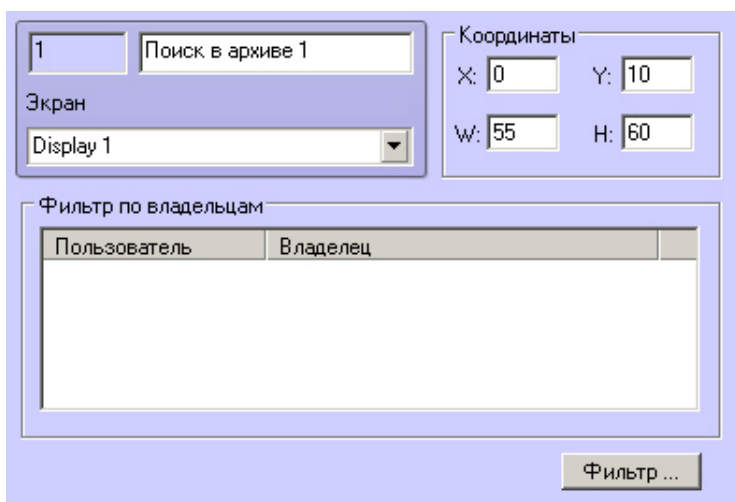 1 Поиск в архиве 1
Экран
Display 1
Координаты
X: 0 Y: 10
W: 55 H: 60
Фильтр по владельцам
Пользователь Владелец
Фильтр ...